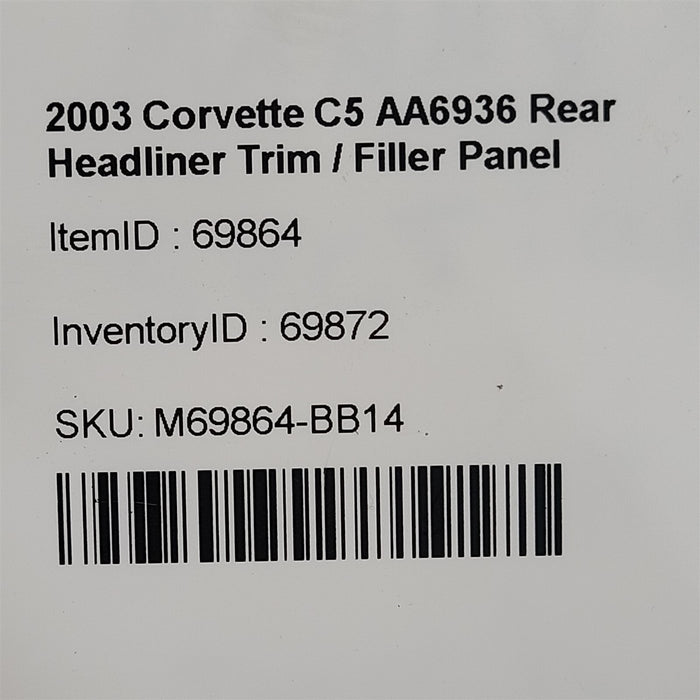 2003 Corvette C5 AA6936 Rear
Headliner Trim / Filler Panel
ItemID : 69864
InventoryID : 69872
SKU: M69864-BB14